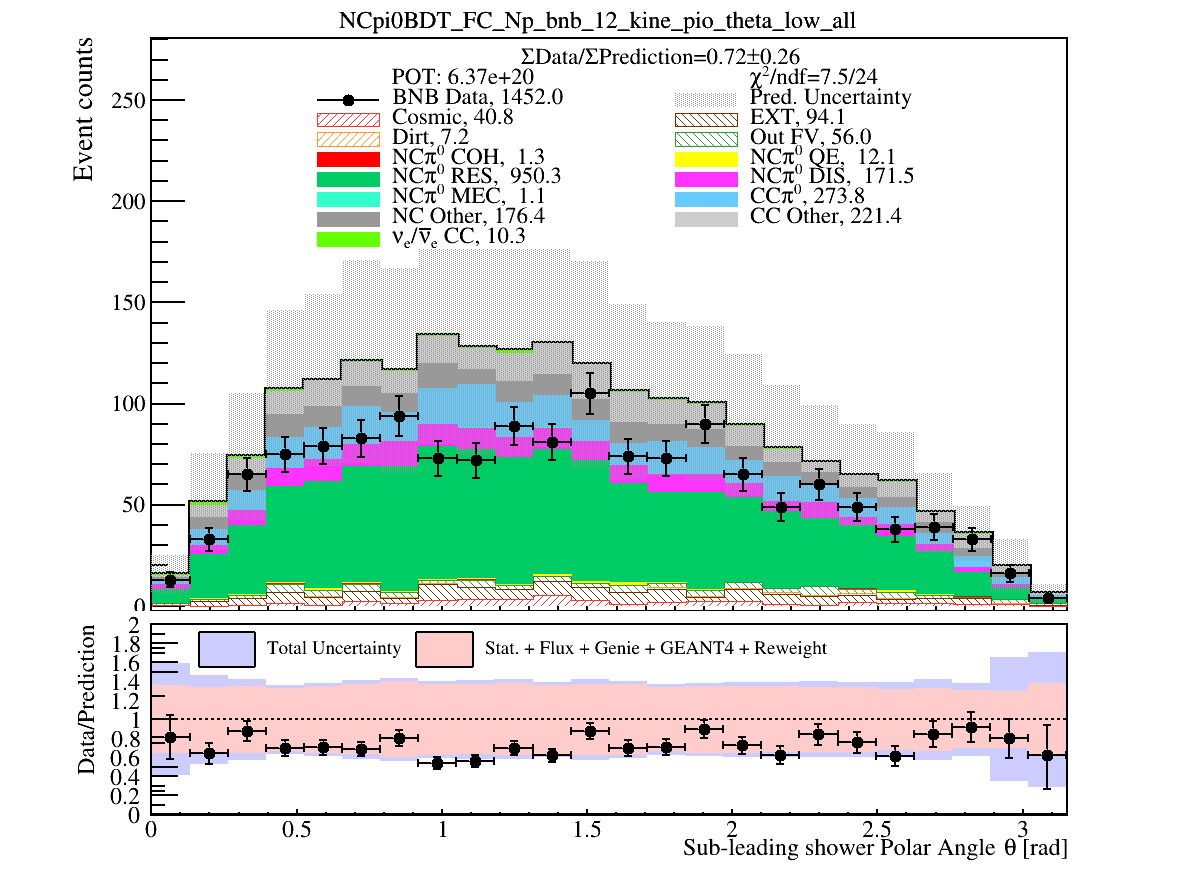 NCpi0BDT_FC_Np_bnb_12_kine_pio_theta_low_all
ΣData/ΣPrediction=0.72±0.26
POT: 6.37e+20
χ²/ndf=7.5/24
BNB Data, 1452.0
Pred. Uncertainty
Cosmic, 40.8
EXT, 94.1
Dirt, 7.2
Out FV, 56.0
NCπ⁰ COH, 1.3
NCπ⁰ QE, 12.1
NCπ⁰ RES, 950.3
NCπ⁰ DIS, 171.5
NCπ⁰ MEC, 1.1
CCπ⁰, 273.8
NC Other, 176.4
CC Other, 221.4
νₑ/ν̅ₑ CC, 10.3
Event counts
250
200
150
100
50
0
Total Uncertainty
Stat. + Flux + Genie + GEANT4 + Reweight
Data/Prediction
2
1.8
1.6
1.4
1.2
1
0.8
0.6
0.4
0.2
0
0 0.5 1 1.5 2 2.5 3
Sub-leading shower Polar Angle θ [rad]